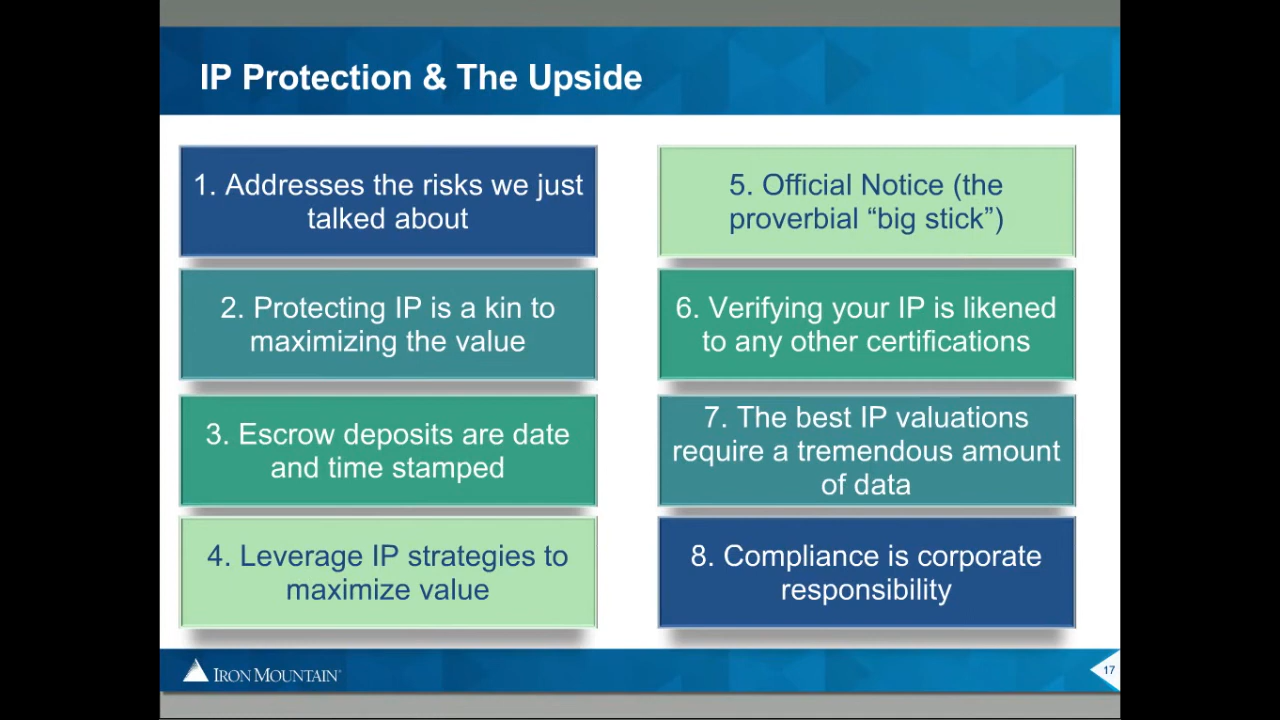 IP Protection & The Upside
1. Addresses the risks we just
talked about
2. Protecting IP is a kin to
maximizing the value
3. Escrow deposits are date
and time stamped
4. Leverage IP strategies to
maximize value
5. Official Notice (the
proverbial “big stick”)
6. Verifying your IP is likened
to any other certifications
7. The best IP valuations
require a tremendous amount
of data
8. Compliance is corporate
responsibility
IRON MOUNTAIN®
17